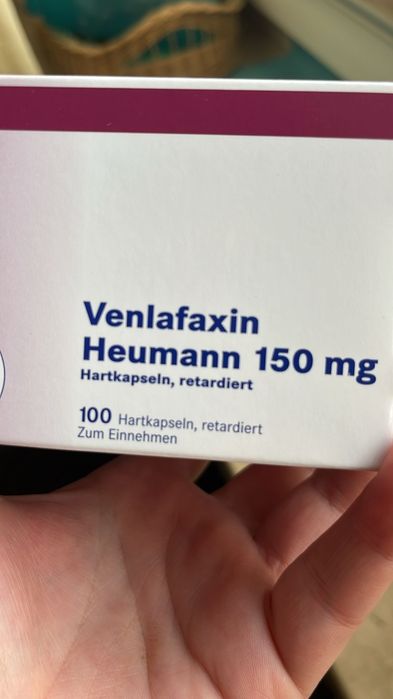 Venlafaxin
Heumann 150 mg
Hartkapseln, retardiert
100 Hartkapseln, retardiert
Zum Einnehmen